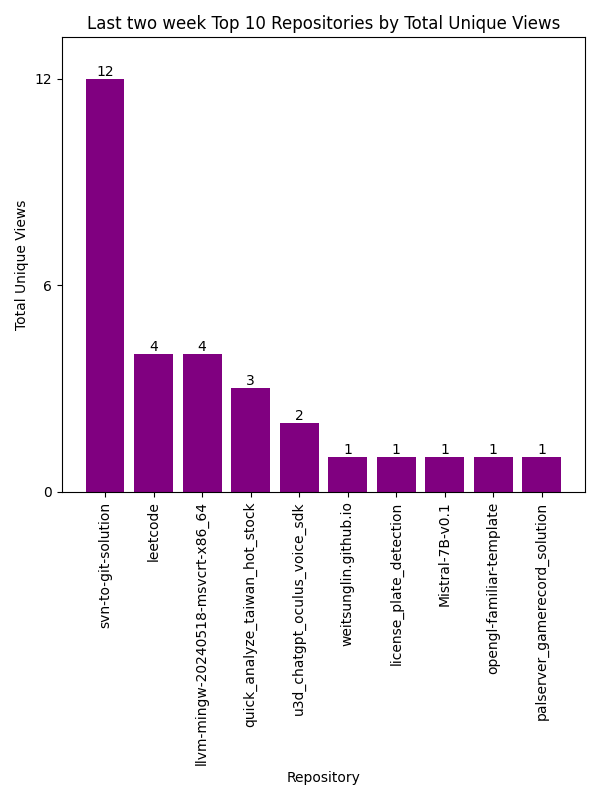 Last two week Top 10 Repositories by Total Unique Views
Total Unique Views
12
6
0
12
4
4
3
2
1
1
1
1
1
svn-to-git-solution
leetcode
llvm-mingw-20240518-msvcrt-x86_64
quick_analyze_taiwan_hot_stock
u3d_chatgpt_oculus_voice_sdk
weitsunglin.github.io
license_plate_detection
Mistral-7B-v0.1
opengl-familiar-template
palserver_gamerecord_solution
Repository